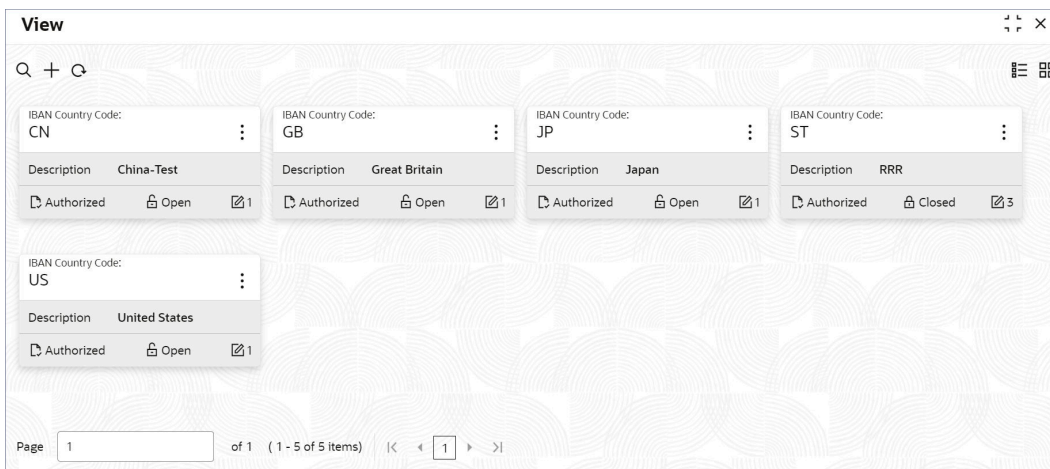 View
IBAN Country Code:
CN
Description China-Test
Authorized Open 1
IBAN Country Code:
GB
Description Great Britain
Authorized Open 1
IBAN Country Code:
JP
Description Japan
Authorized Open 1
IBAN Country Code:
ST
Description RRR
Authorized Closed 3
IBAN Country Code:
US
Description United States
Authorized Open 1
Page 1 of 1 ( 1 - 5 of 5 items) 1